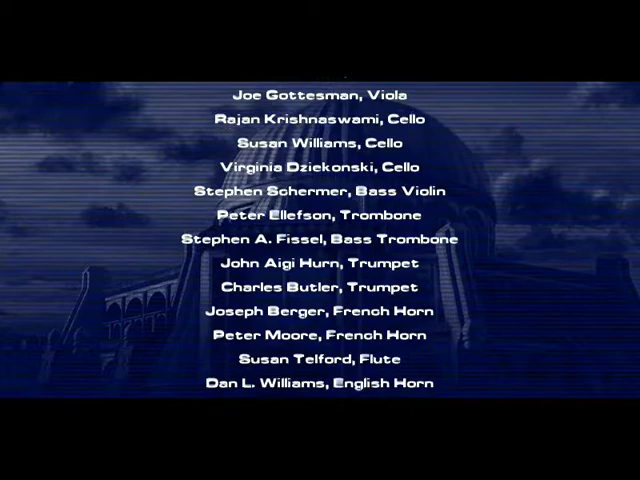 Joe Gottesman, Viola
Rajan Krishnaswami, Cello
Susan Williams, Cello
Virginia Dziekonski, Cello
Stephen Schermer, Bass Violin
Peter Ellefson, Trombone
Stephen A. Fissel, Bass Trombone
John Aigi Hurn, Trumpet
Charles Butler, Trumpet
Joseph Berger, French Horn
Peter Moore, French Horn
Susan Telford, Flute
Dan L. Williams, English Horn